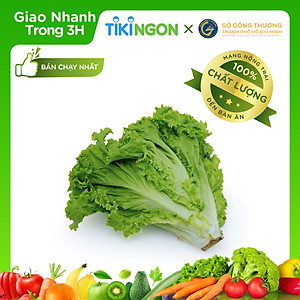 Giao Nhanh
Trong 3H
TIKINGON
×
SỞ CÔNG THƯƠNG
THÀNH PHỐ HỒ CHÍ MINH
BÁN CHẠY NHẤT
HÀNG NÔNG TRẠI
100%
CHẤT LƯỢNG
ĐẾN BÀN ĂN